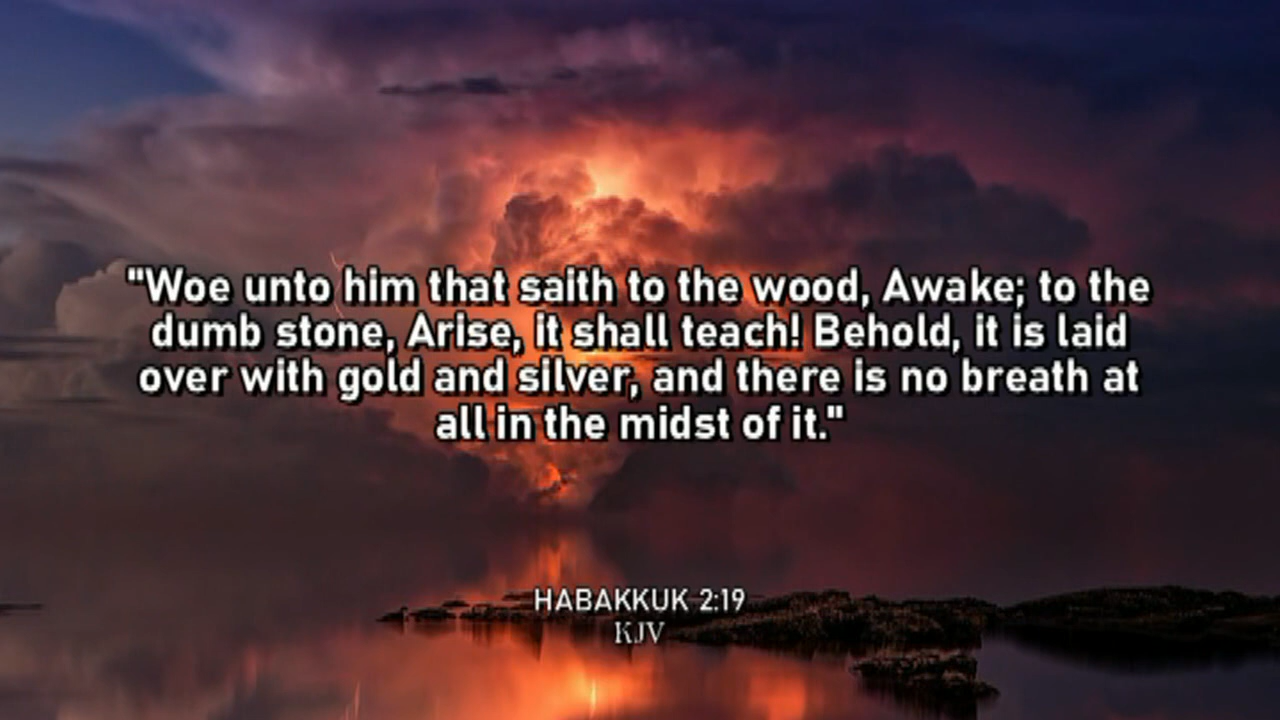 "Woe unto him that saith to the wood, Awake; to the
dumb stone, Arise, it shall teach! Behold, it is laid
over with gold and silver, and there is no breath at
all in the midst of it."
HABAKKUK 2:19
KJV